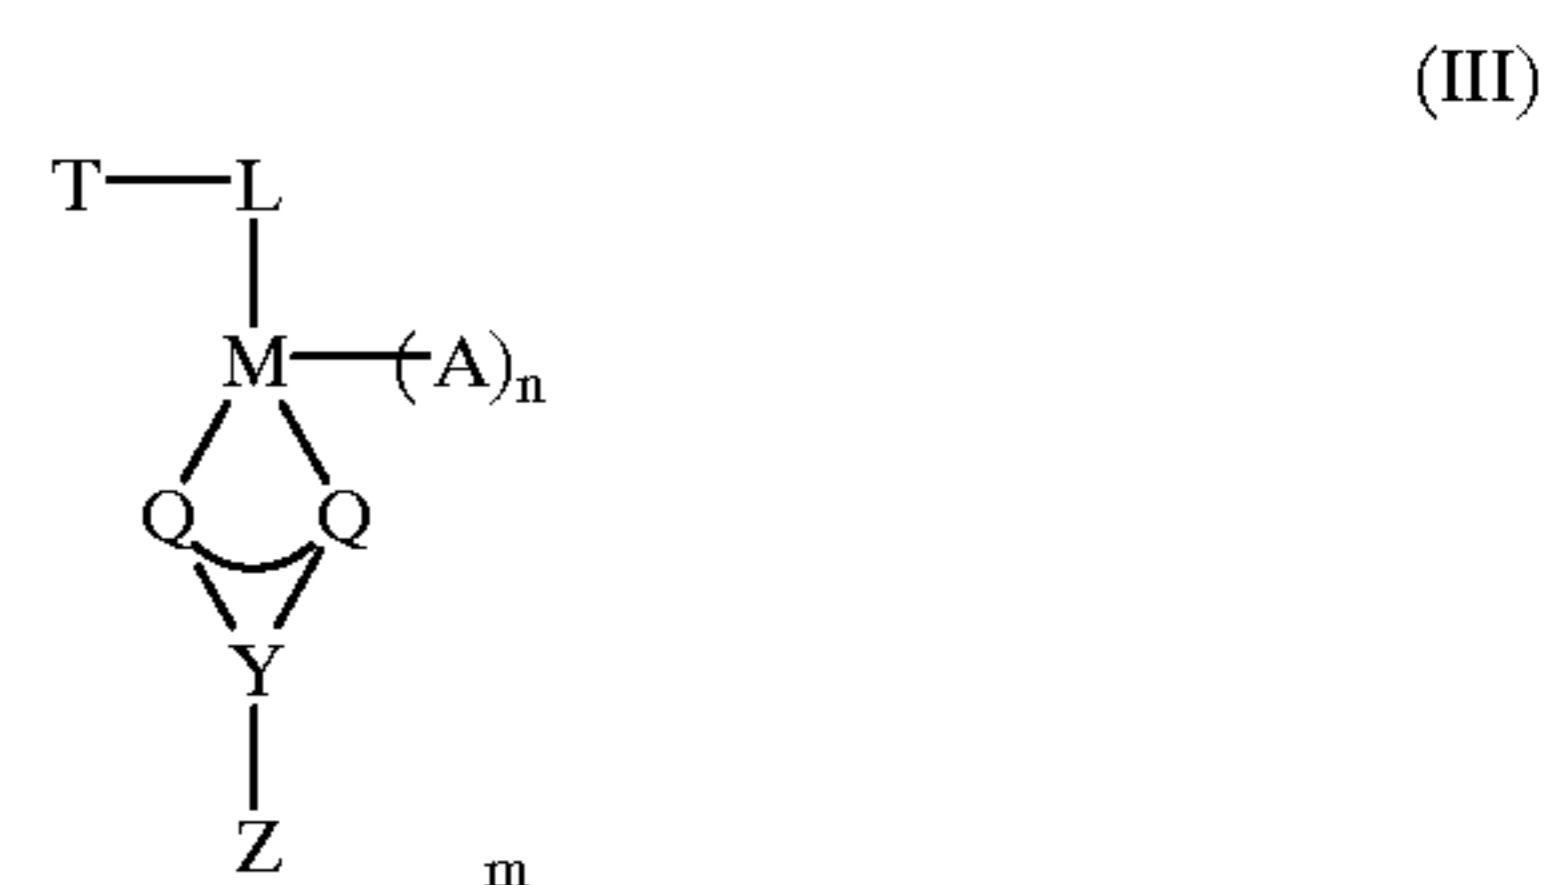 (III)
T—L
M—(A)n
Q Q
Y
Z m